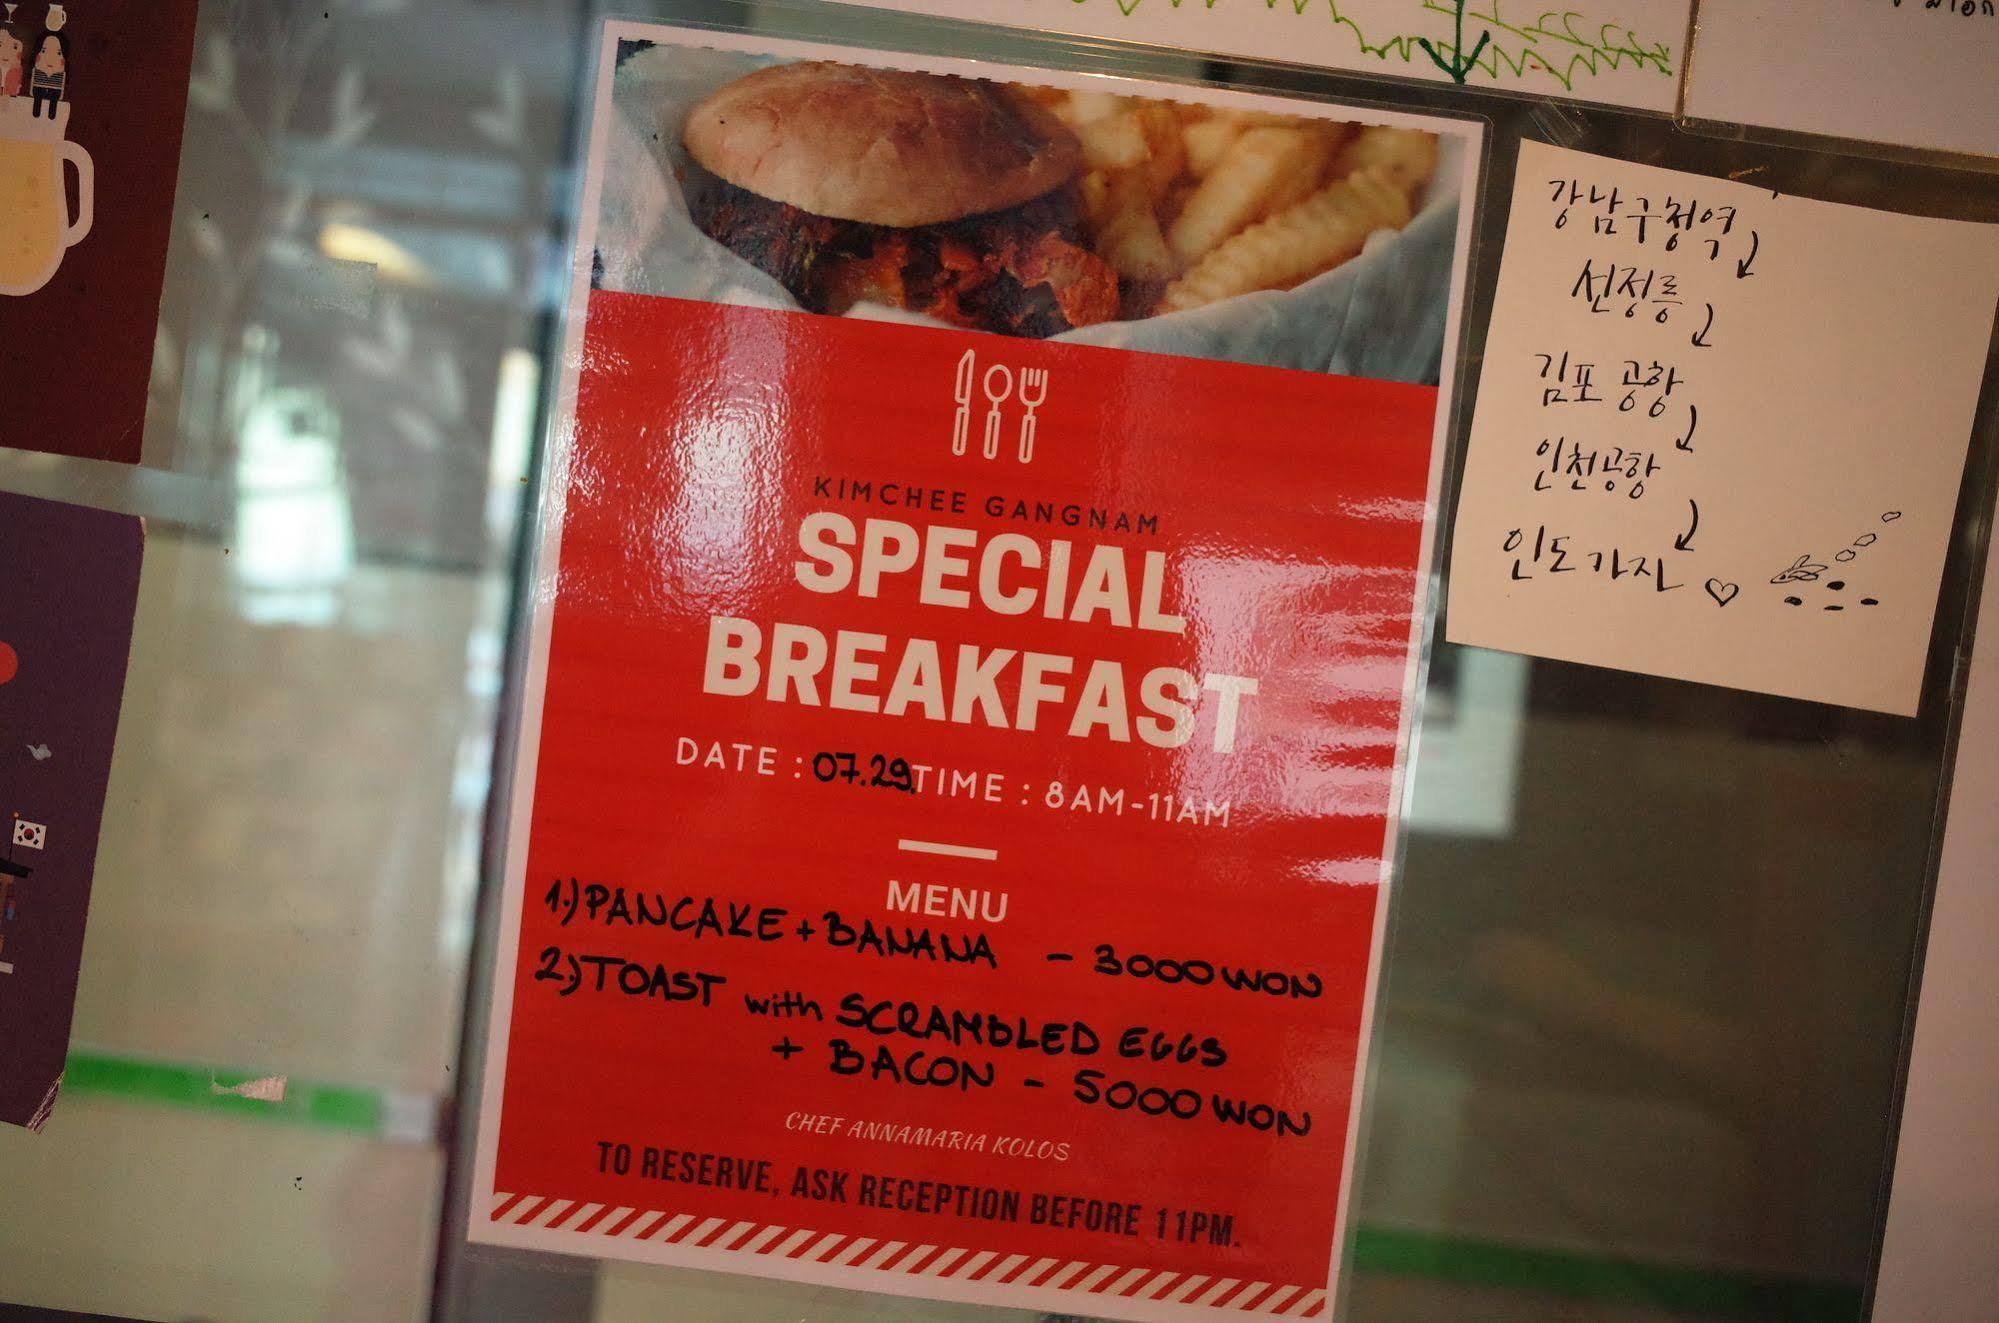 KIMCHEE GANGNAM
SPECIAL
BREAKFAST
DATE : 07.29. TIME : 8AM-11AM
MENU
1.) PANCAKE + BANANA - 3000 WON
2.) TOAST with SCRAMBLED EGGS
+ BACON - 5000 WON
CHEF ANNAMARIA KOLOS
TO RESERVE, ASK RECEPTION BEFORE 11PM.
강남구청역
선정릉
김포 공항
인천공항
인도가자 ♡